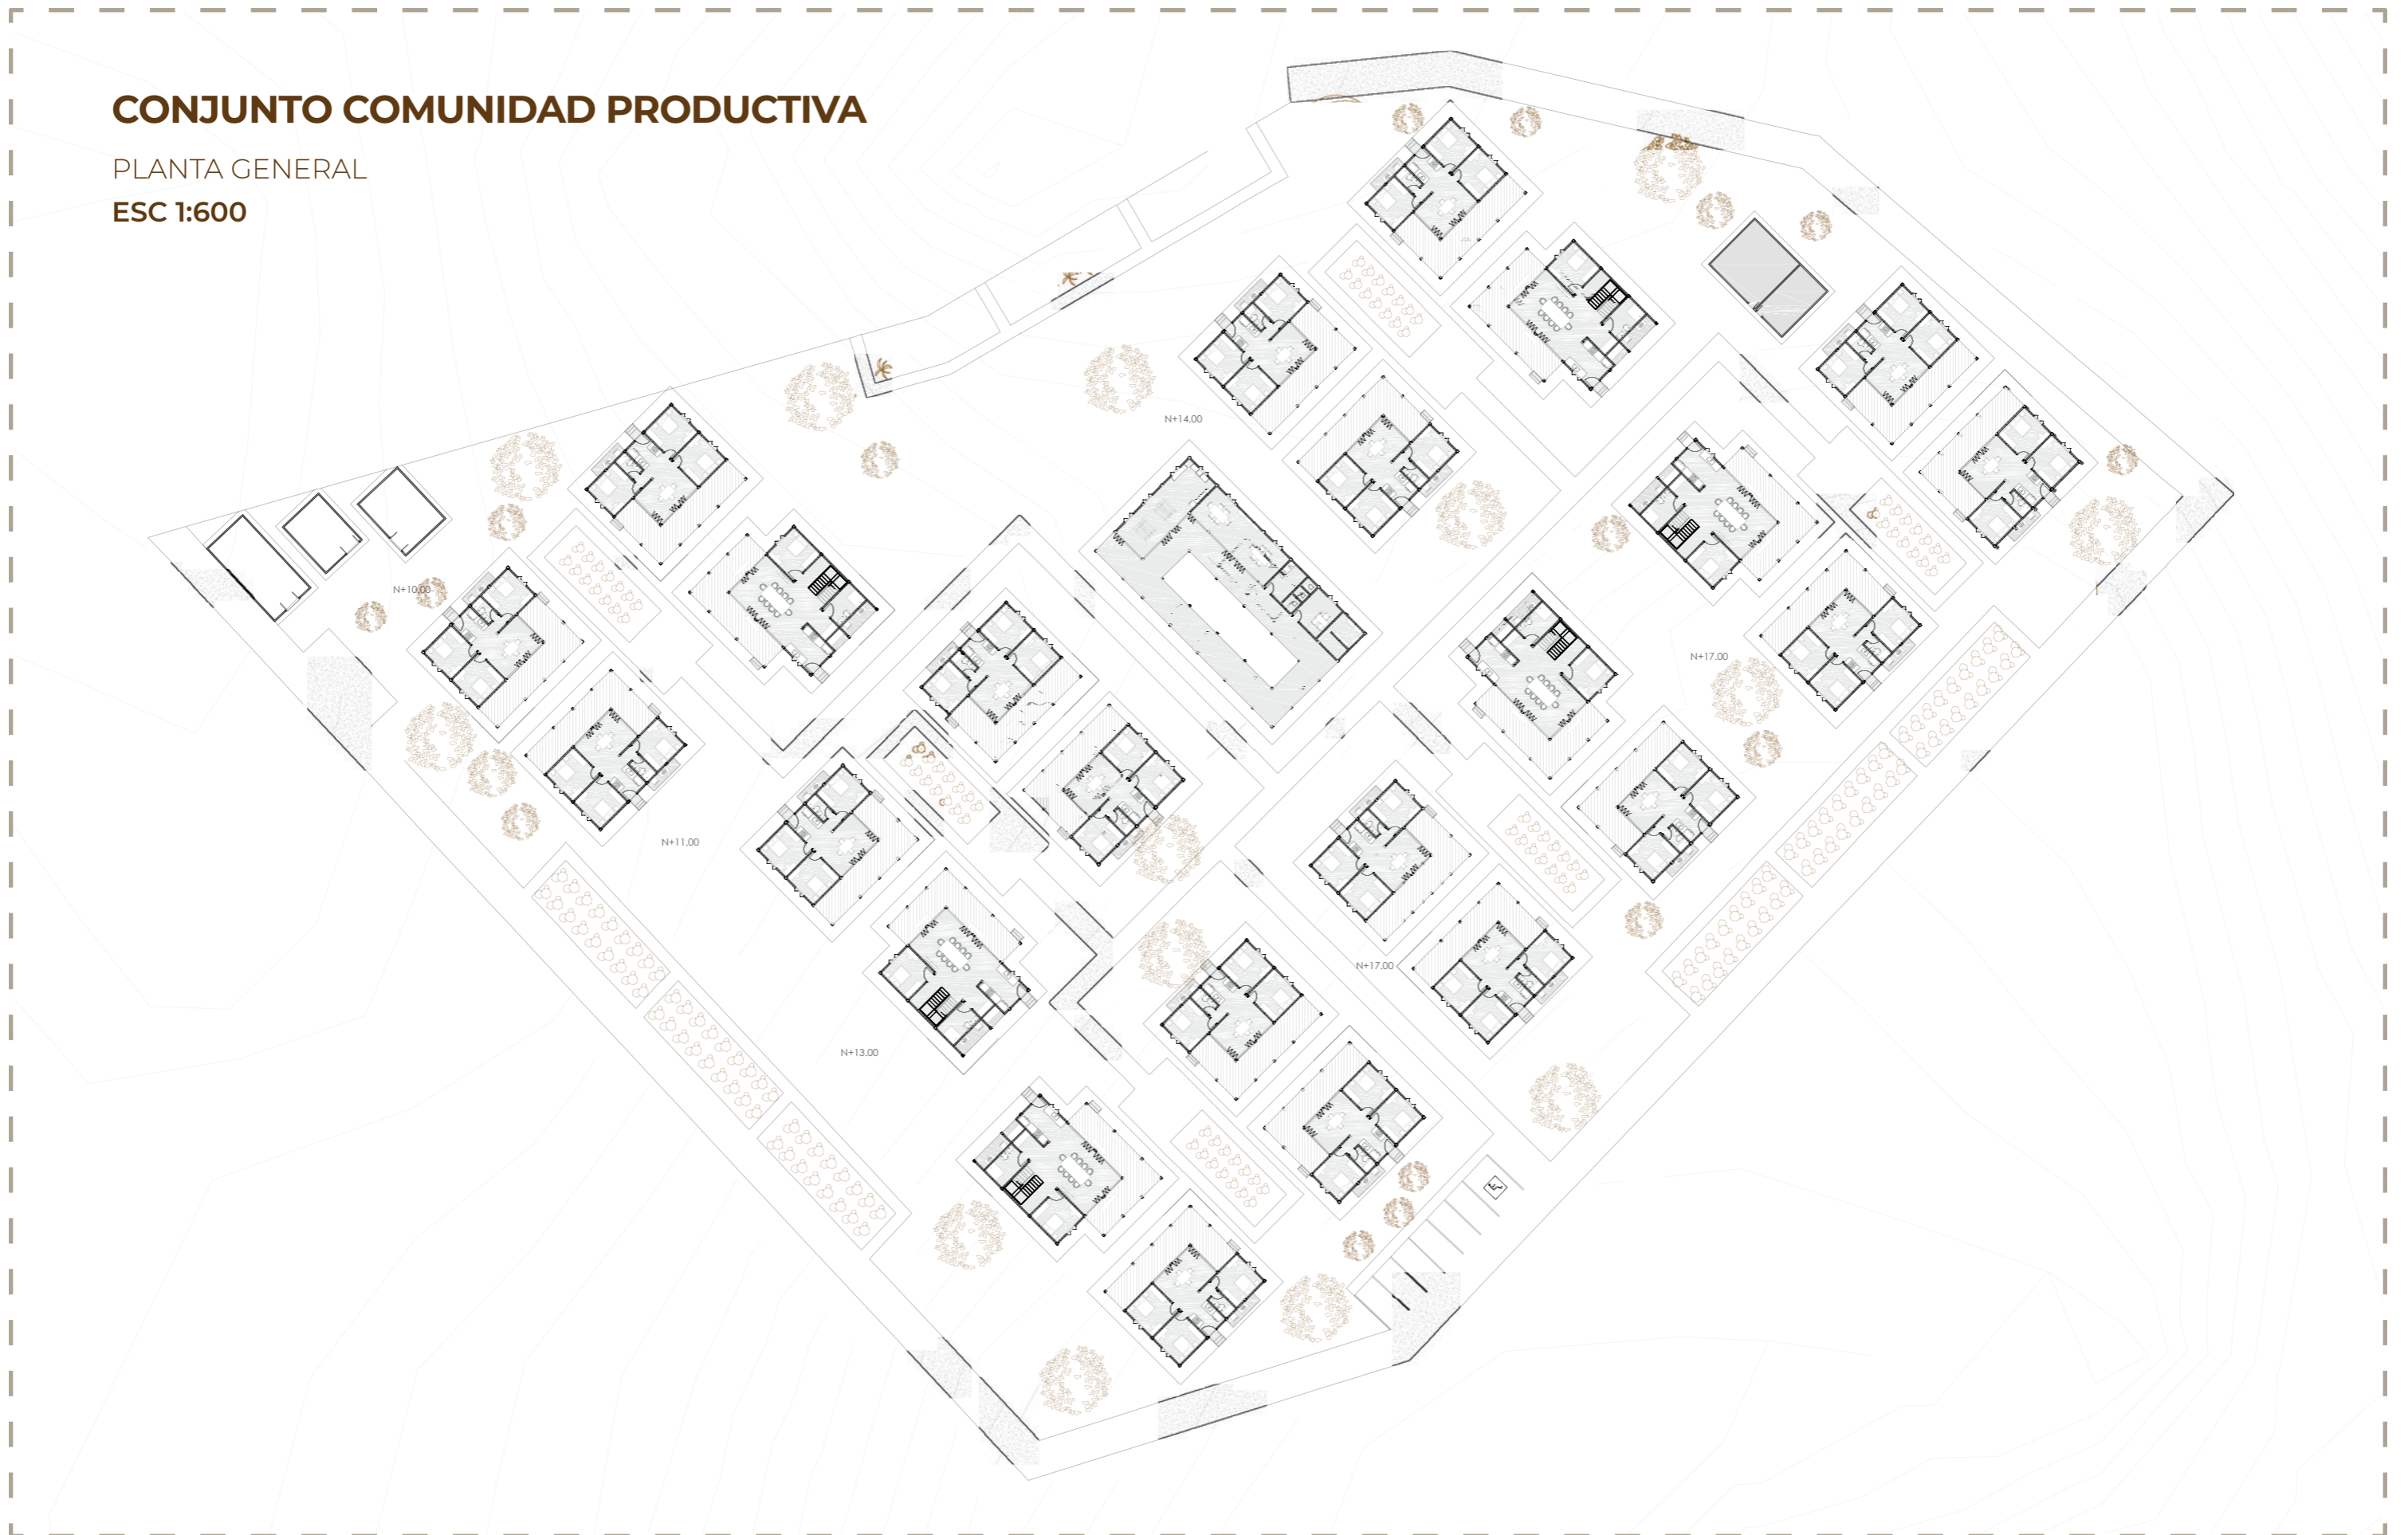 CONJUNTO COMUNIDAD PRODUCTIVA
PLANTA GENERAL
ESC 1:600
N+14.00
N+10.00
N+17.00
N+11.00
N+17.00
N+13.00